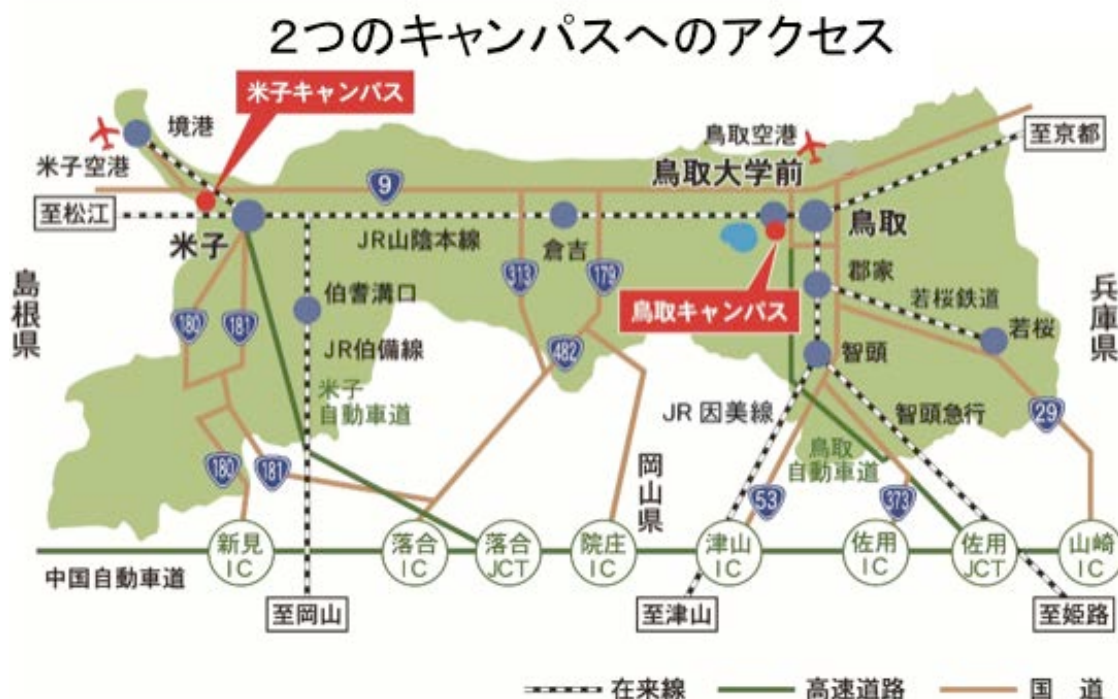 2つのキャンパスへのアクセス
米子キャンパス
境港
米子空港
鳥取空港
至京都
鳥取大学前
9
至松江
米子
JR山陰本線
倉吉
鳥取
313
179
郡家
島根県
兵庫県
伯耆溝口
鳥取キャンパス
若桜鉄道
若桜
180
181
JR伯備線
482
智頭
米子
自動車道
JR因美線
智頭急行
29
鳥取
自動車道
岡山県
180
181
53
373
新見
IC
落合
IC
落合
JCT
院庄
IC
津山
IC
佐用
IC
佐用
JCT
山崎
IC
中国自動車道
至岡山
至津山
至姫路
在来線
高速道路
国 道